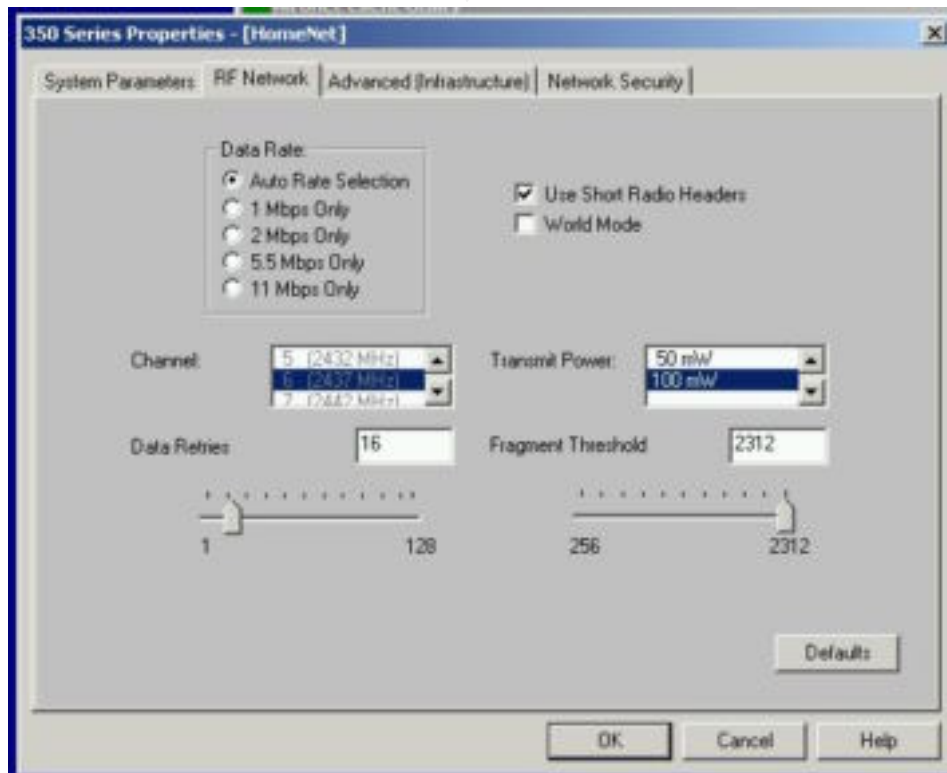 350 Series Properties - [HomeNet]
System Parameters RF Network Advanced (Infrastructure) Network Security
Data Rate:
Auto Rate Selection
1 Mbps Only
2 Mbps Only
5.5 Mbps Only
11 Mbps Only
Use Short Radio Headers
World Mode
Channel:
5 (2432 MHz)
6 (2437 MHz)
7 (2442 MHz)
Transmit Power:
50 mW
100 mW
Data Retries
16
Fragment Threshold
2312
1
128
256
2312
Defaults
OK
Cancel
Help